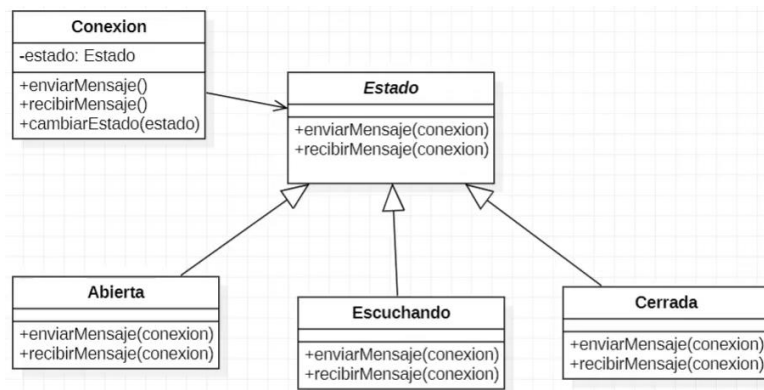 Conexion
-estado: Estado
+enviarMensaje()
+recibirMensaje()
+cambiarEstado(estado)
Estado
+enviarMensaje(conexion)
+recibirMensaje(conexion)
Abierta
+enviarMensaje(conexion)
+recibirMensaje(conexion)
Escuchando
+enviarMensaje(conexion)
+recibirMensaje(conexion)
Cerrada
+enviarMensaje(conexion)
+recibirMensaje(conexion)